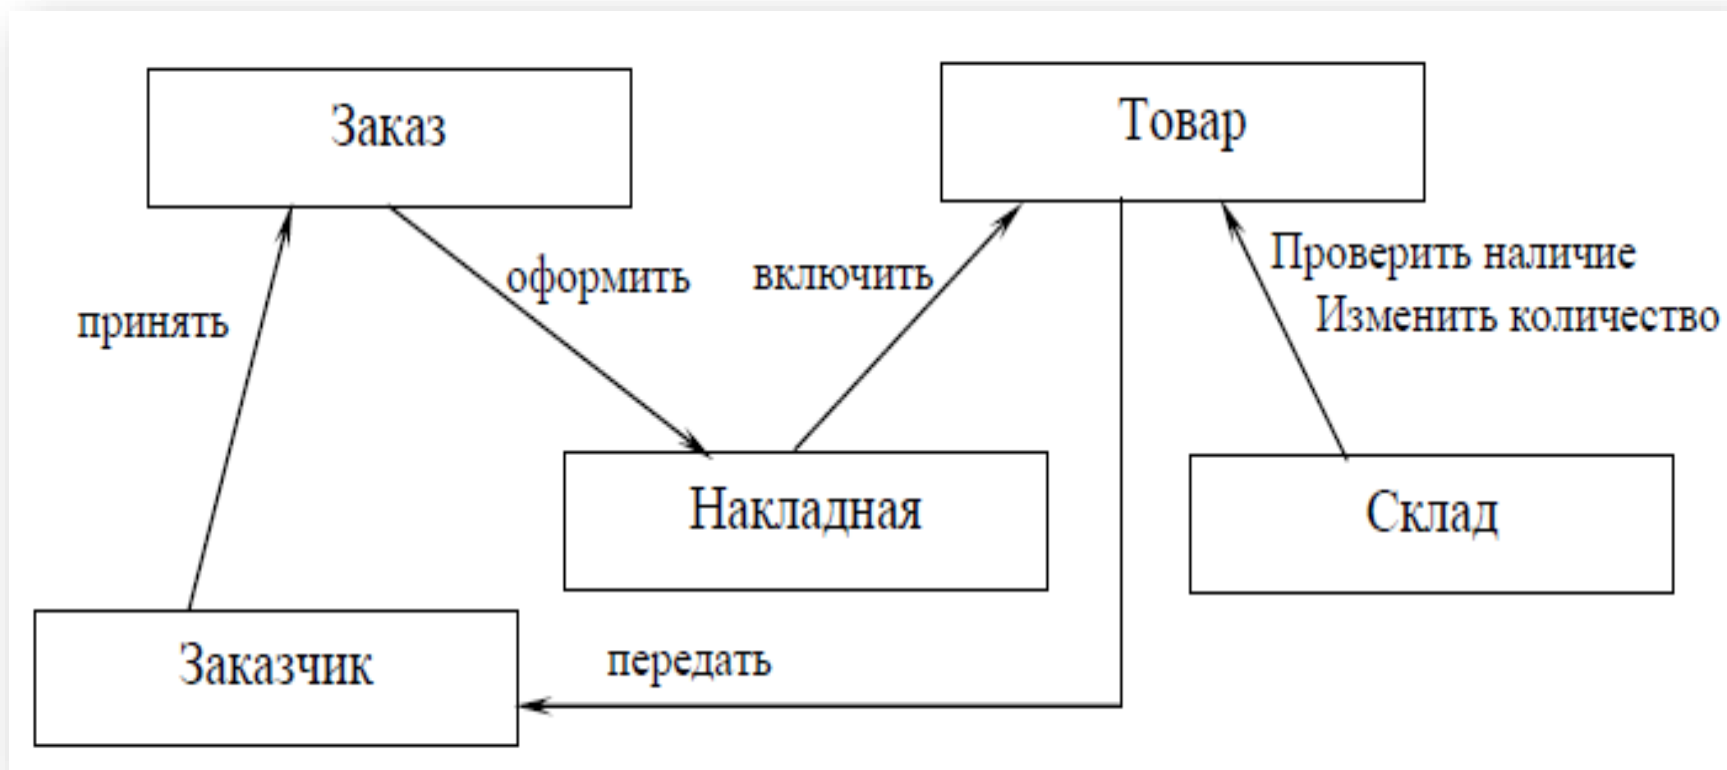 Заказ
Товар
принять
оформить
включить
Проверить наличие
Изменить количество
Накладная
Склад
Заказчик
передать